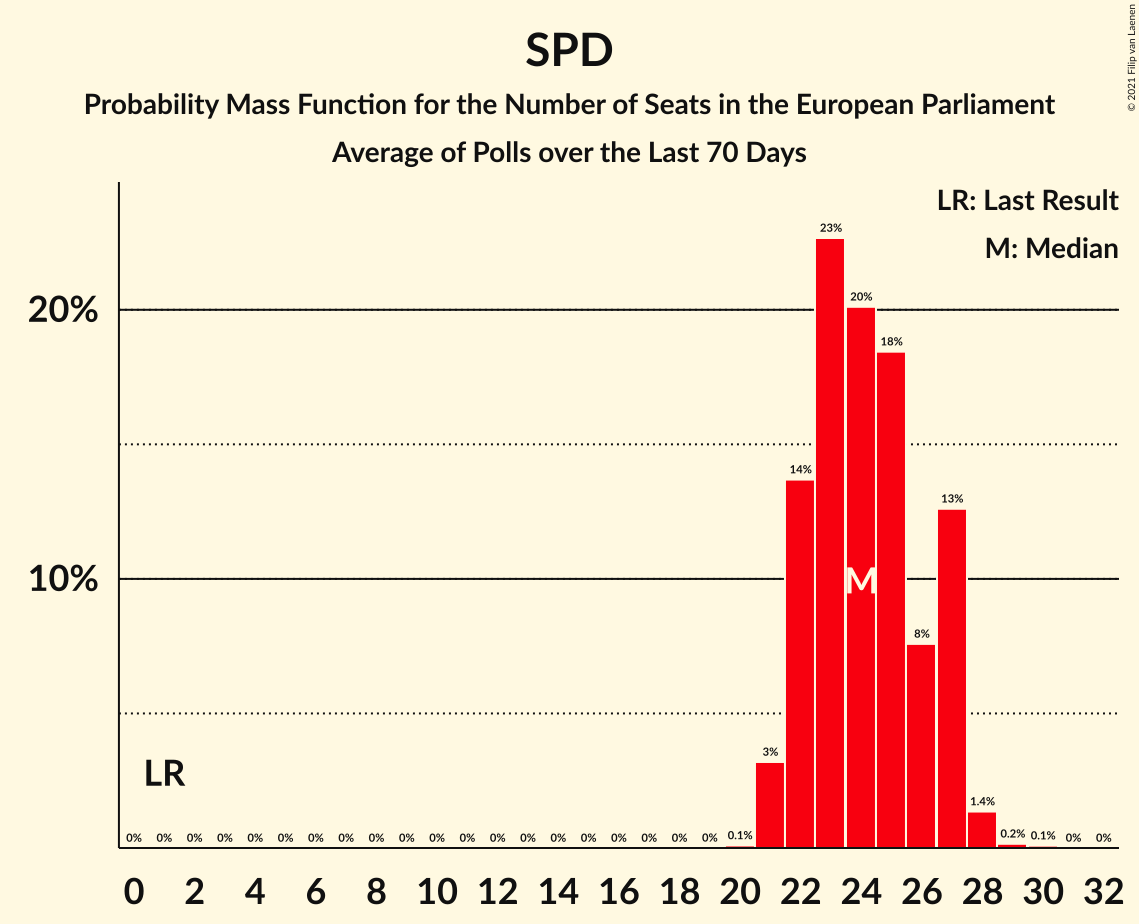 SPD
Probability Mass Function for the Number of Seats in the European Parliament
Average of Polls over the Last 70 Days
© 2021 Filip van Laenen
LR: Last Result
M: Median
23%
20%
20%
18%
14%
13%
10%
M
8%
3%
LR
1.4%
0% 0% 0% 0% 0% 0% 0% 0% 0% 0% 0% 0% 0% 0% 0% 0% 0% 0% 0% 0% 0.1% 0.2% 0.1% 0% 0%
0 2 4 6 8 10 12 14 16 18 20 22 24 26 28 30 32